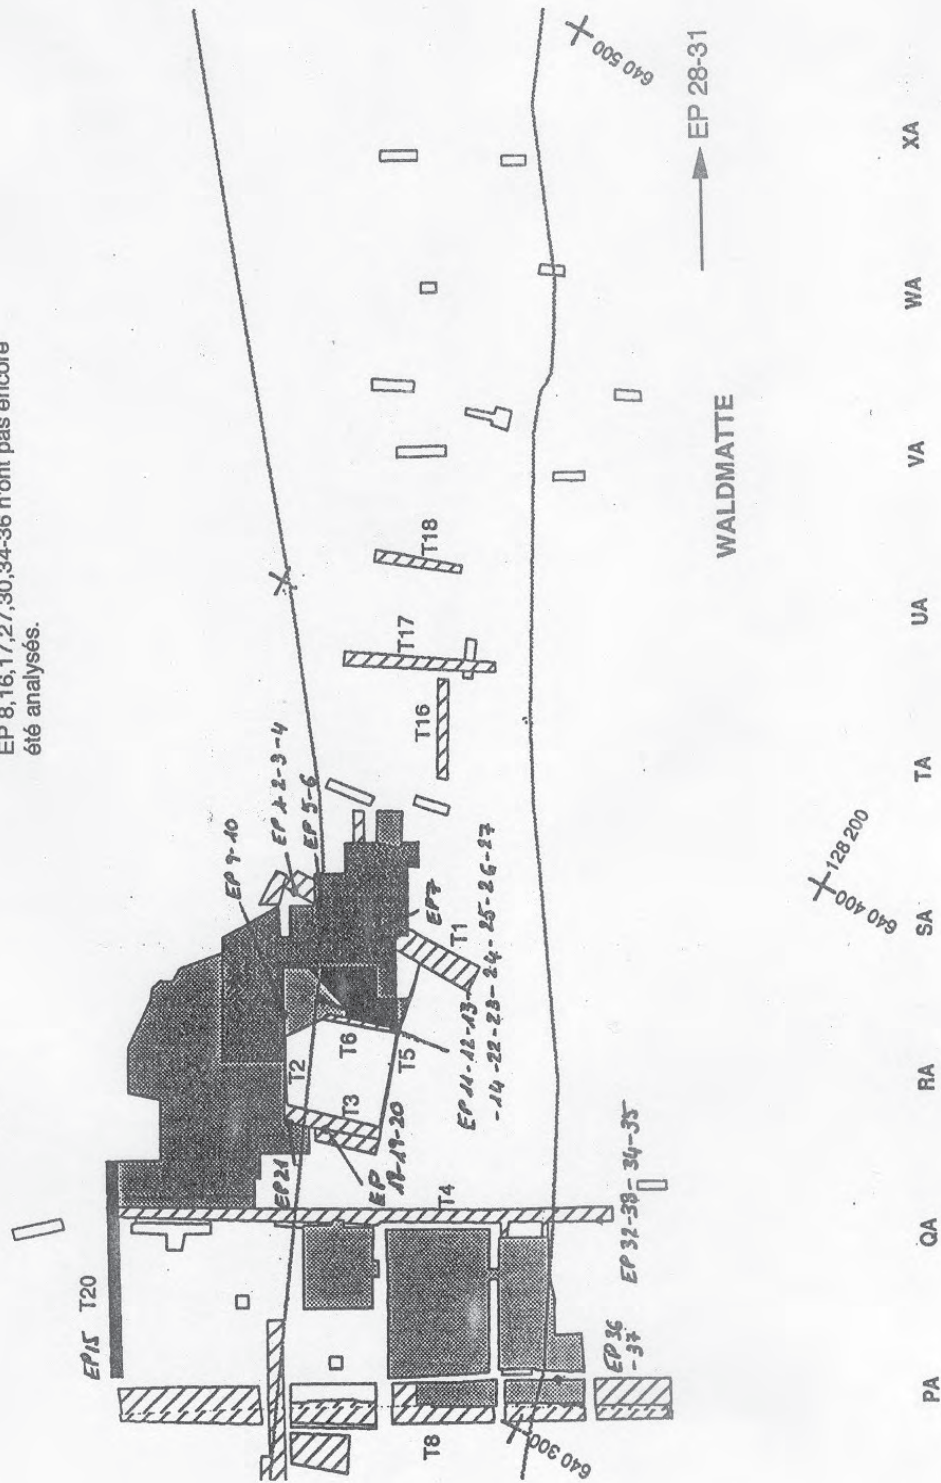 EP 8,16,17,27,30,34-36 n'ont pas encore
été analysés.
640 500
EP 28-31
WALDMATTE
XA
WA
VA
UA
TA
SA
RA
QA
PA
T18
T17
T16
EP 1-2-3-4
EP 5-6
EP 9-10
EP7
T1
EP 11-12-13-
-14-22-23-24-25-26-27
T6
T5
T2
T3
EP
18-19-20
EP21
T4
EP 32-33-34-35
EP15
T20
EP 36
-37
T8
640 300
128 200
640 400